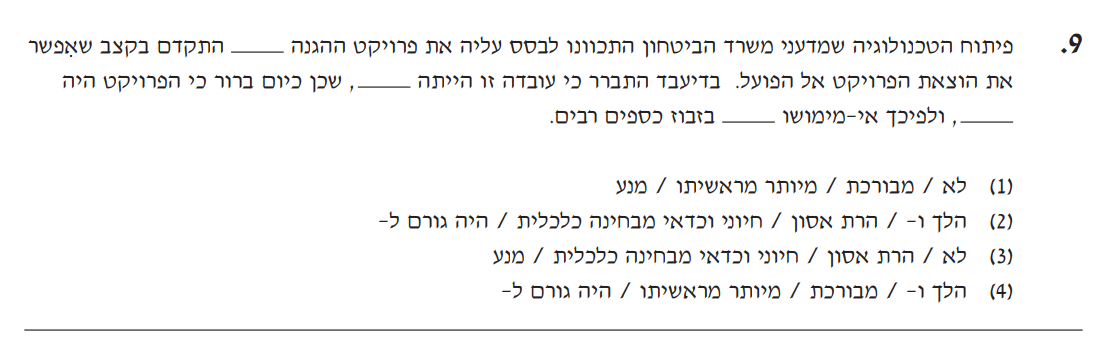 9. פיתוח הטכנולוגיה שמדעני משרד הביטחון התכוונו לבסס עליה את פרויקט ההגנה _____ התקדם בקצב שאִפשר
את הוצאת הפרויקט אל הפועל. בדיעבד התברר כי עובדה זו הייתה _____, שכן כיום ברור כי הפרויקט היה
_____, ולפיכך אי-מימושו _____ בזבוז כספים רבים.
(1) לא / מבורכת / מיותר מראשיתו / מנע
(2) הלך ו- / הרת אסון / חיוני וכדאי מבחינה כלכלית / היה גורם ל-
(3) לא / הרת אסון / חיוני וכדאי מבחינה כלכלית / מנע
(4) הלך ו- / מבורכת / מיותר מראשיתו / היה גורם ל-